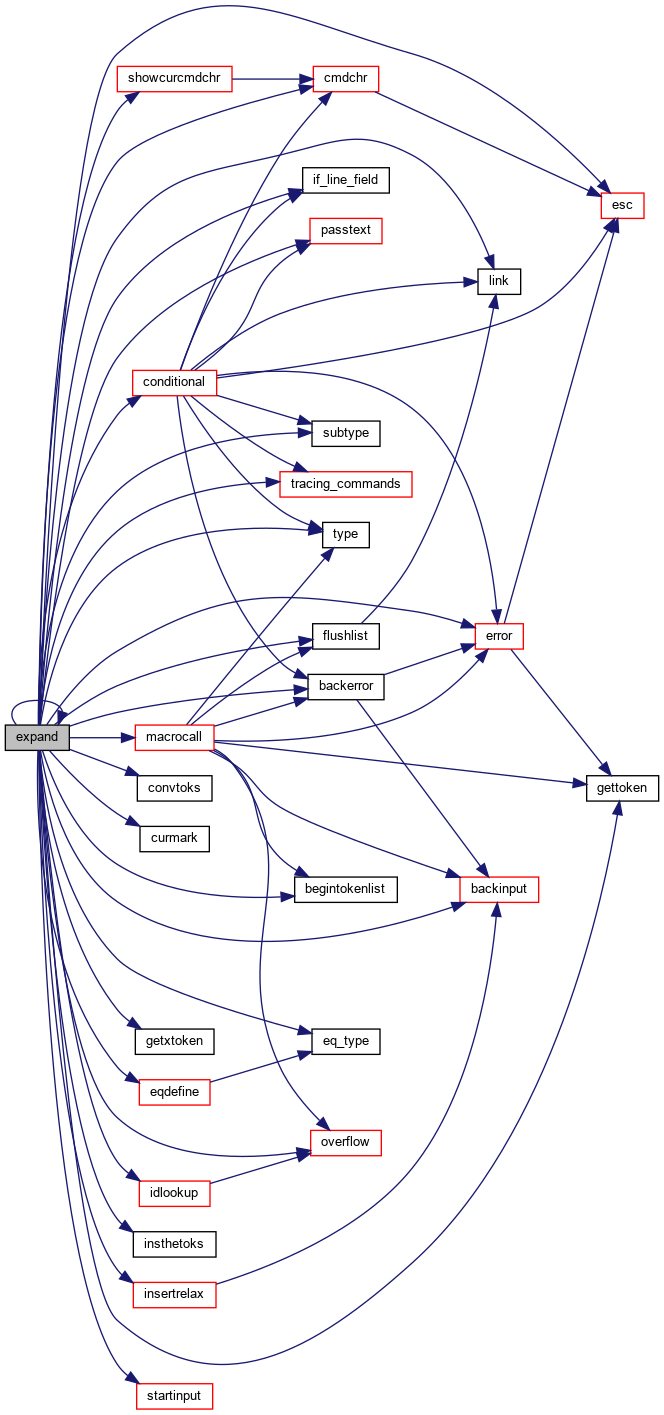 showcurcmdchr
cmdchr
if_line_field
esc
passtext
link
conditional
subtype
tracing_commands
type
flushlist
error
backerror
expand
macrocall
convtoks
gettoken
curmark
begintokenlist
backinput
getxtoken
eq_type
eqdefine
overflow
idlookup
insthetoks
insertrelax
startinput